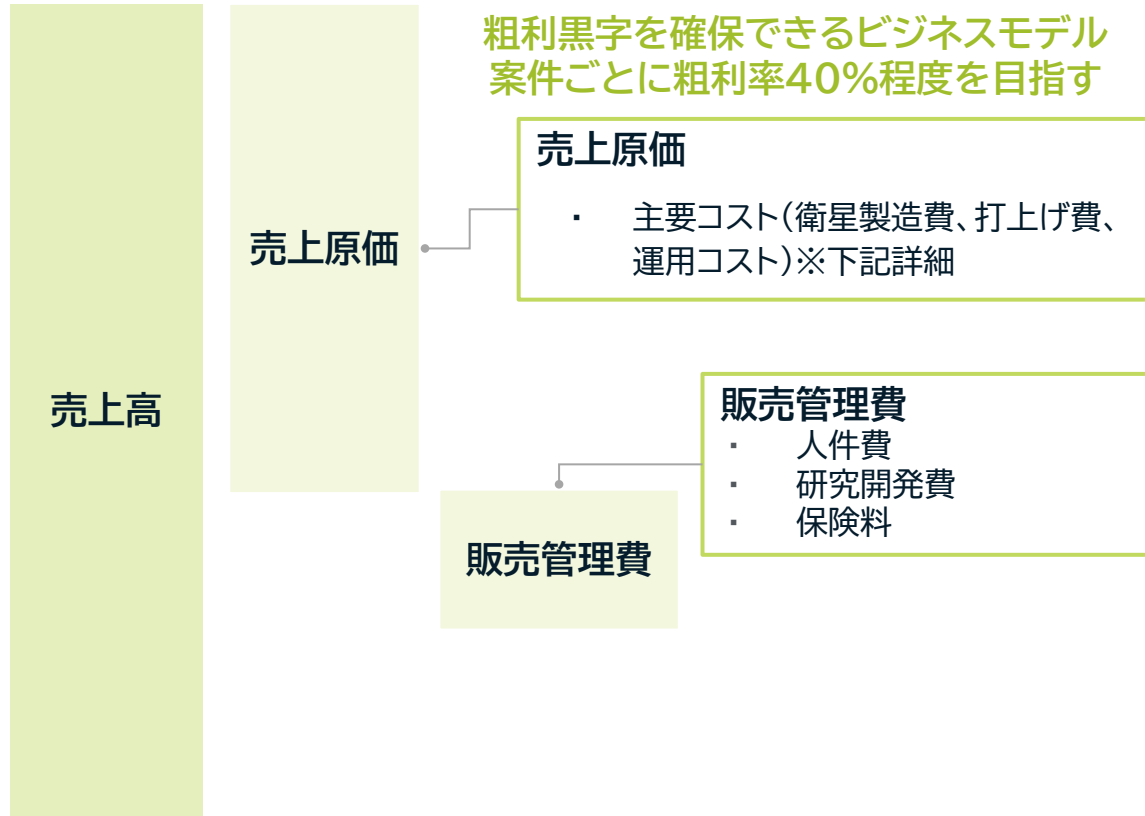 粗利黒字を確保できるビジネスモデル
案件ごとに粗利率40%程度を目指す
売上高
売上原価
売上原価
▪ 主要コスト(衛星製造費、打上げ費、
運用コスト)※下記詳細
販売管理費
販売管理費
▪ 人件費
▪ 研究開発費
▪ 保険料